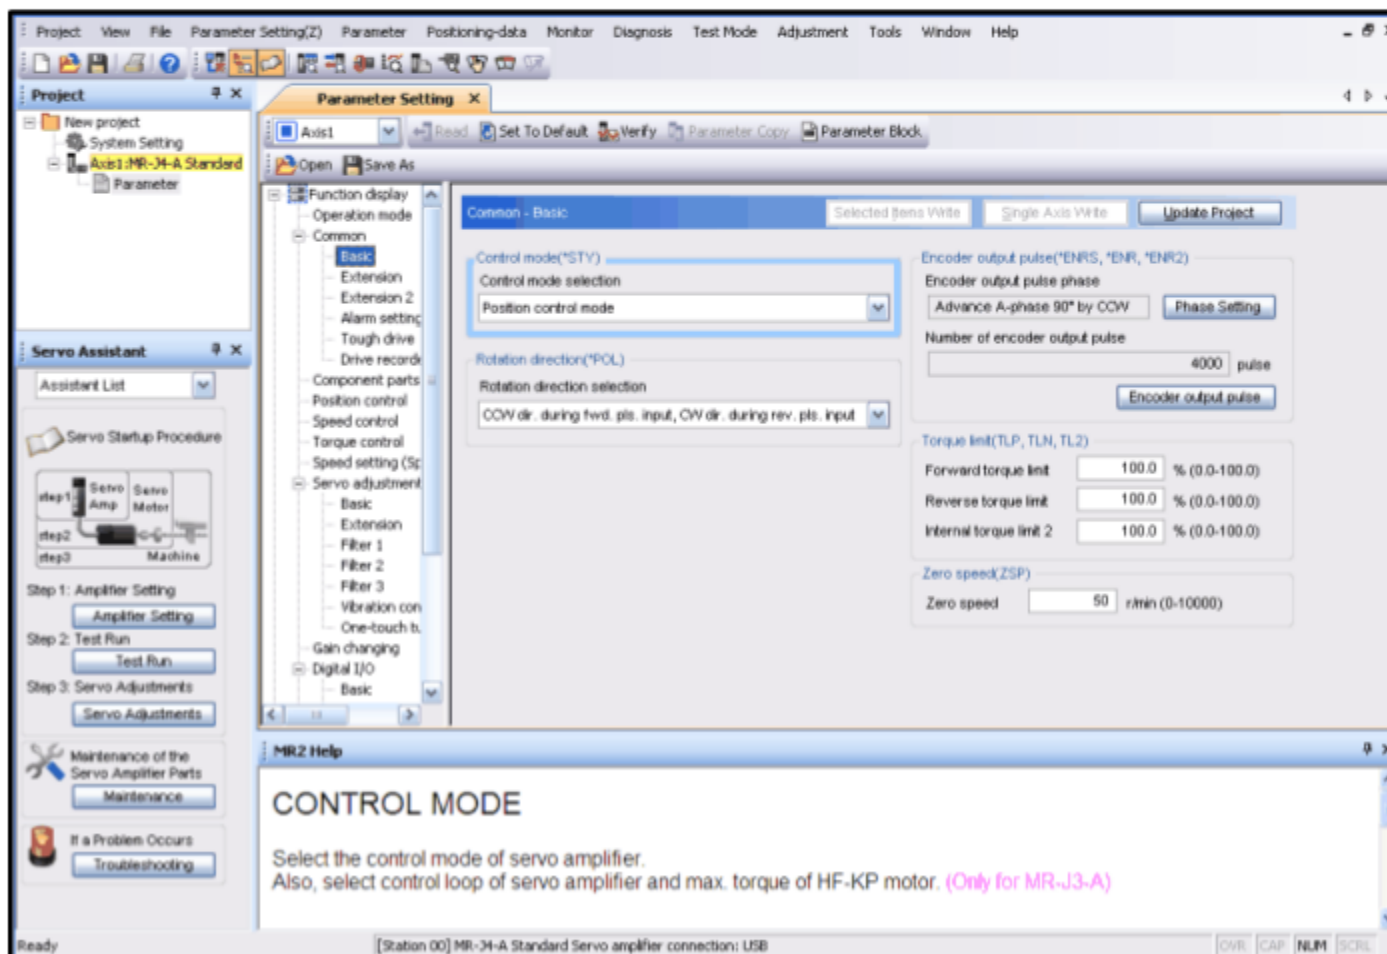 Project View File Parameter Setting(Z) Parameter Positioning-data Monitor Diagnosis Test Mode Adjustment Tools Window Help
Project
New project
System Setting
Axis1:MR-J4-A Standard
Parameter
Servo Assistant
Assistant List
Servo Startup Procedure
step1
Servo Amp
Servo Motor
step2
step3
Machine
Step 1: Amplifier Setting
Amplifier Setting
Step 2: Test Run
Test Run
Step 3: Servo Adjustments
Servo Adjustments
Maintenance of the
Servo Amplifier Parts
Maintenance
If a Problem Occurs
Troubleshooting
Parameter Setting
Axis1 Read Set To Default Verify Parameter Copy Parameter Block
Open Save As
Function display
Operation mode
Common
Basic
Extension
Extension 2
Alarm setting
Tough drive
Drive recorde
Component parts
Position control
Speed control
Torque control
Speed setting (Sp
Servo adjustment
Basic
Extension
Filter 1
Filter 2
Filter 3
Vibration con
One-touch tu
Gain changing
Digital I/O
Basic
Common - Basic Selected Items Write Single Axis Write Update Project
Control mode(*STY)
Control mode selection
Position control mode
Rotation direction(*POL)
Rotation direction selection
CCW dir. during fwd. pls. input, CW dir. during rev. pls. input
Encoder output pulse(*ENRS, *ENR, *ENR2)
Encoder output pulse phase
Advance A-phase 90° by CCW Phase Setting
Number of encoder output pulse
4000 pulse
Encoder output pulse
Torque limit(TLP, TLN, TL2)
Forward torque limit 100.0 % (0.0-100.0)
Reverse torque limit 100.0 % (0.0-100.0)
Internal torque limit 2 100.0 % (0.0-100.0)
Zero speed(ZSP)
Zero speed 50 r/min (0-10000)
MR2 Help
CONTROL MODE
Select the control mode of servo amplifier.
Also, select control loop of servo amplifier and max. torque of HF-KP motor. (Only for MR-J3-A)
Ready [Station 00] MR-J4-A Standard Servo amplifier connection: USB OVR CAP NUM SCRL